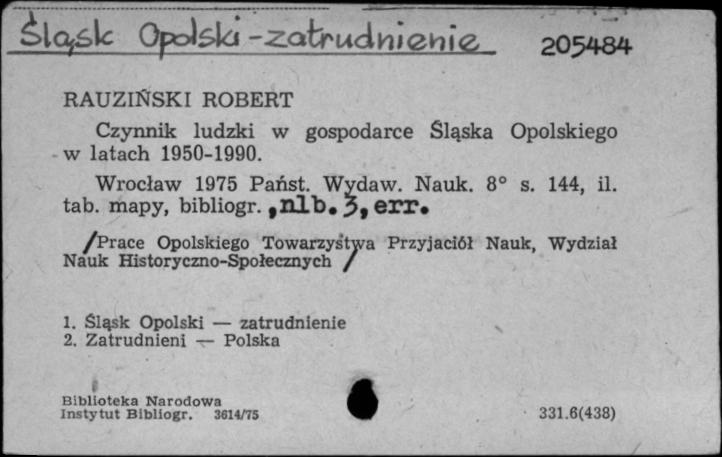 Śląsk Opolski - zatrudnienie 205484
RAUZIŃSKI ROBERT
Czynnik ludzki w gospodarce Śląska Opolskiego
w latach 1950-1990.
Wrocław 1975 Państ. Wydaw. Nauk. 8° s. 144, il.
tab. mapy, bibliogr. , nlb. 3, err.
/Prace Opolskiego Towarzystwa Przyjaciół Nauk, Wydział
Nauk Historyczno-Społecznych /
1. Śląsk Opolski — zatrudnienie
2. Zatrudnieni — Polska
Biblioteka Narodowa
Instytut Bibliogr. 3614/75 331.6(438)